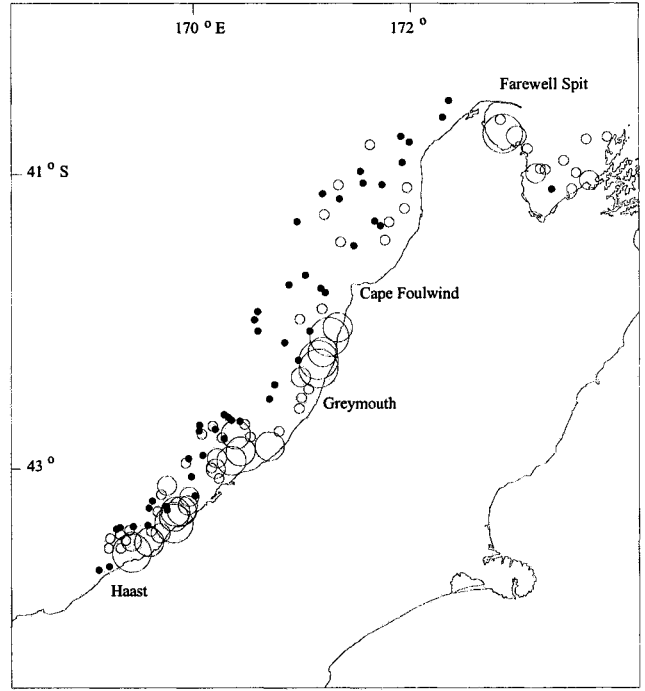 170 º E
172 º
Farewell Spit
41 º S
Cape Foulwind
Greymouth
43 º
Haast